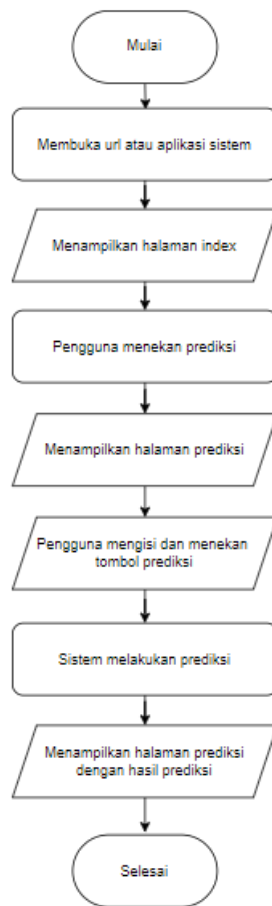 Mulai
Membuka url atau aplikasi sistem
Menampilkan halaman index
Pengguna menekan prediksi
Menampilkan halaman prediksi
Pengguna mengisi dan menekan
tombol prediksi
Sistem melakukan prediksi
Menampilkan halaman prediksi
dengan hasil prediksi
Selesai